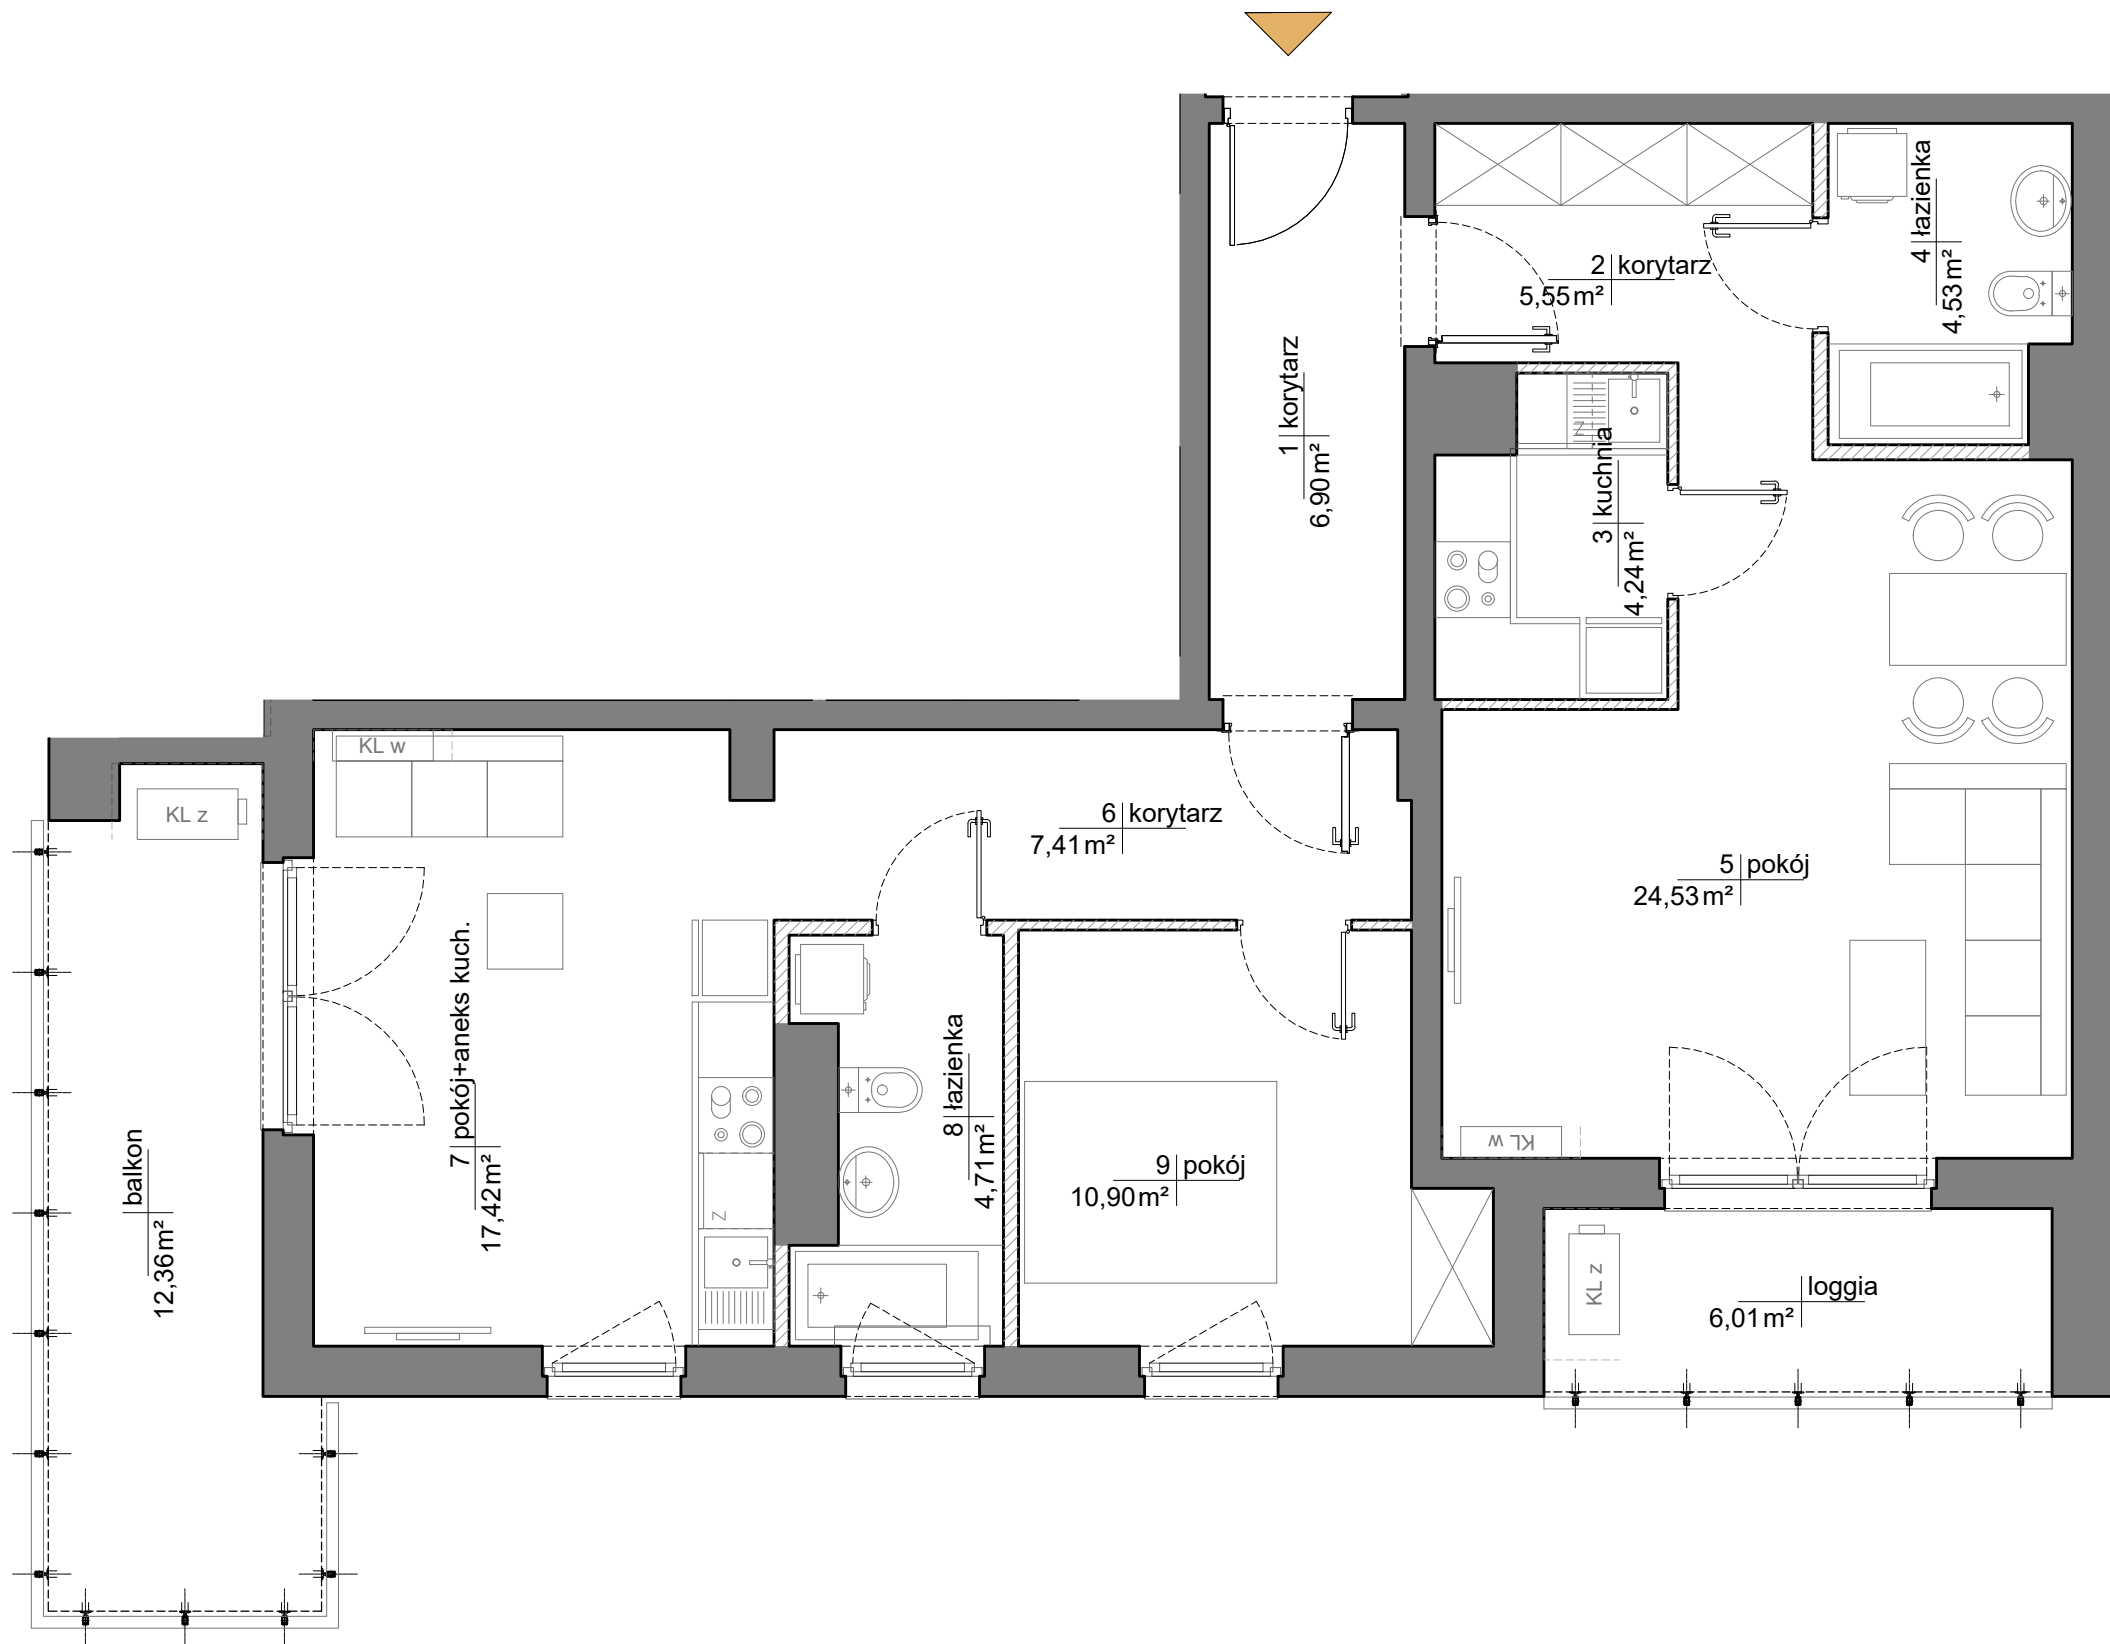 4 łazienka
4,53 m²
2 korytarz
5,55 m²
1 korytarz
6,90 m²
Z
3 kuchnia
4,24 m²
KL w
KL z
6 korytarz
7,41 m²
5 pokój
24,53 m²
7 pokój+aneks kuch.
17,42 m²
8 łazienka
4,71 m²
KL w
balkon
12,36 m²
9 pokój
10,90 m²
Z
KL z
loggia
6,01 m²